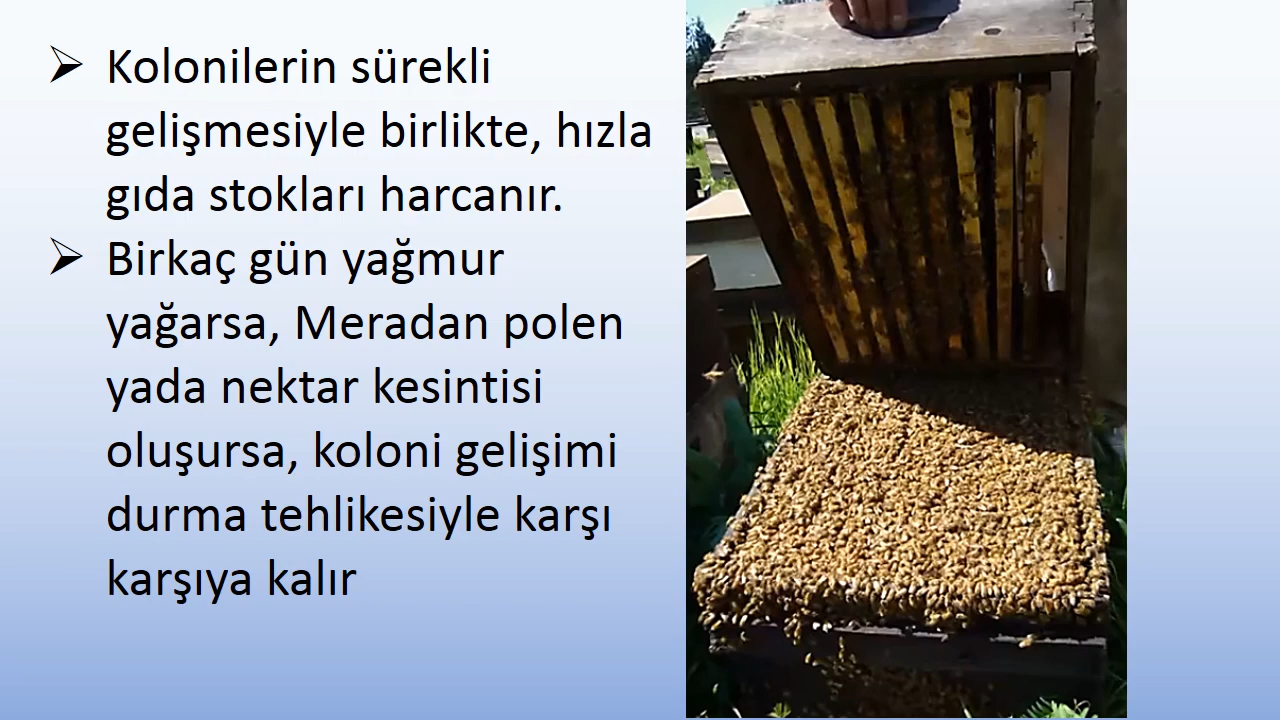 ➢ Kolonilerin sürekli
gelişmesiyle birlikte, hızla
gıda stokları harcanır.
➢ Birkaç gün yağmur
yağarsa, Meradan polen
yada nektar kesintisi
oluşursa, koloni gelişimi
durma tehlikesiyle karşı
karşıya kalır